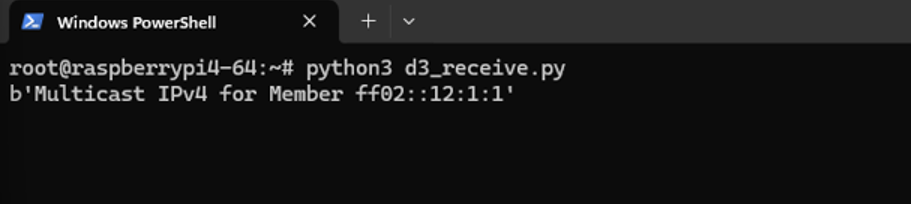 Windows PowerShell
root@raspberrypi4-64:~# python3 d3_receive.py
b'Multicast IPv4 for Member ff02::12:1:1'